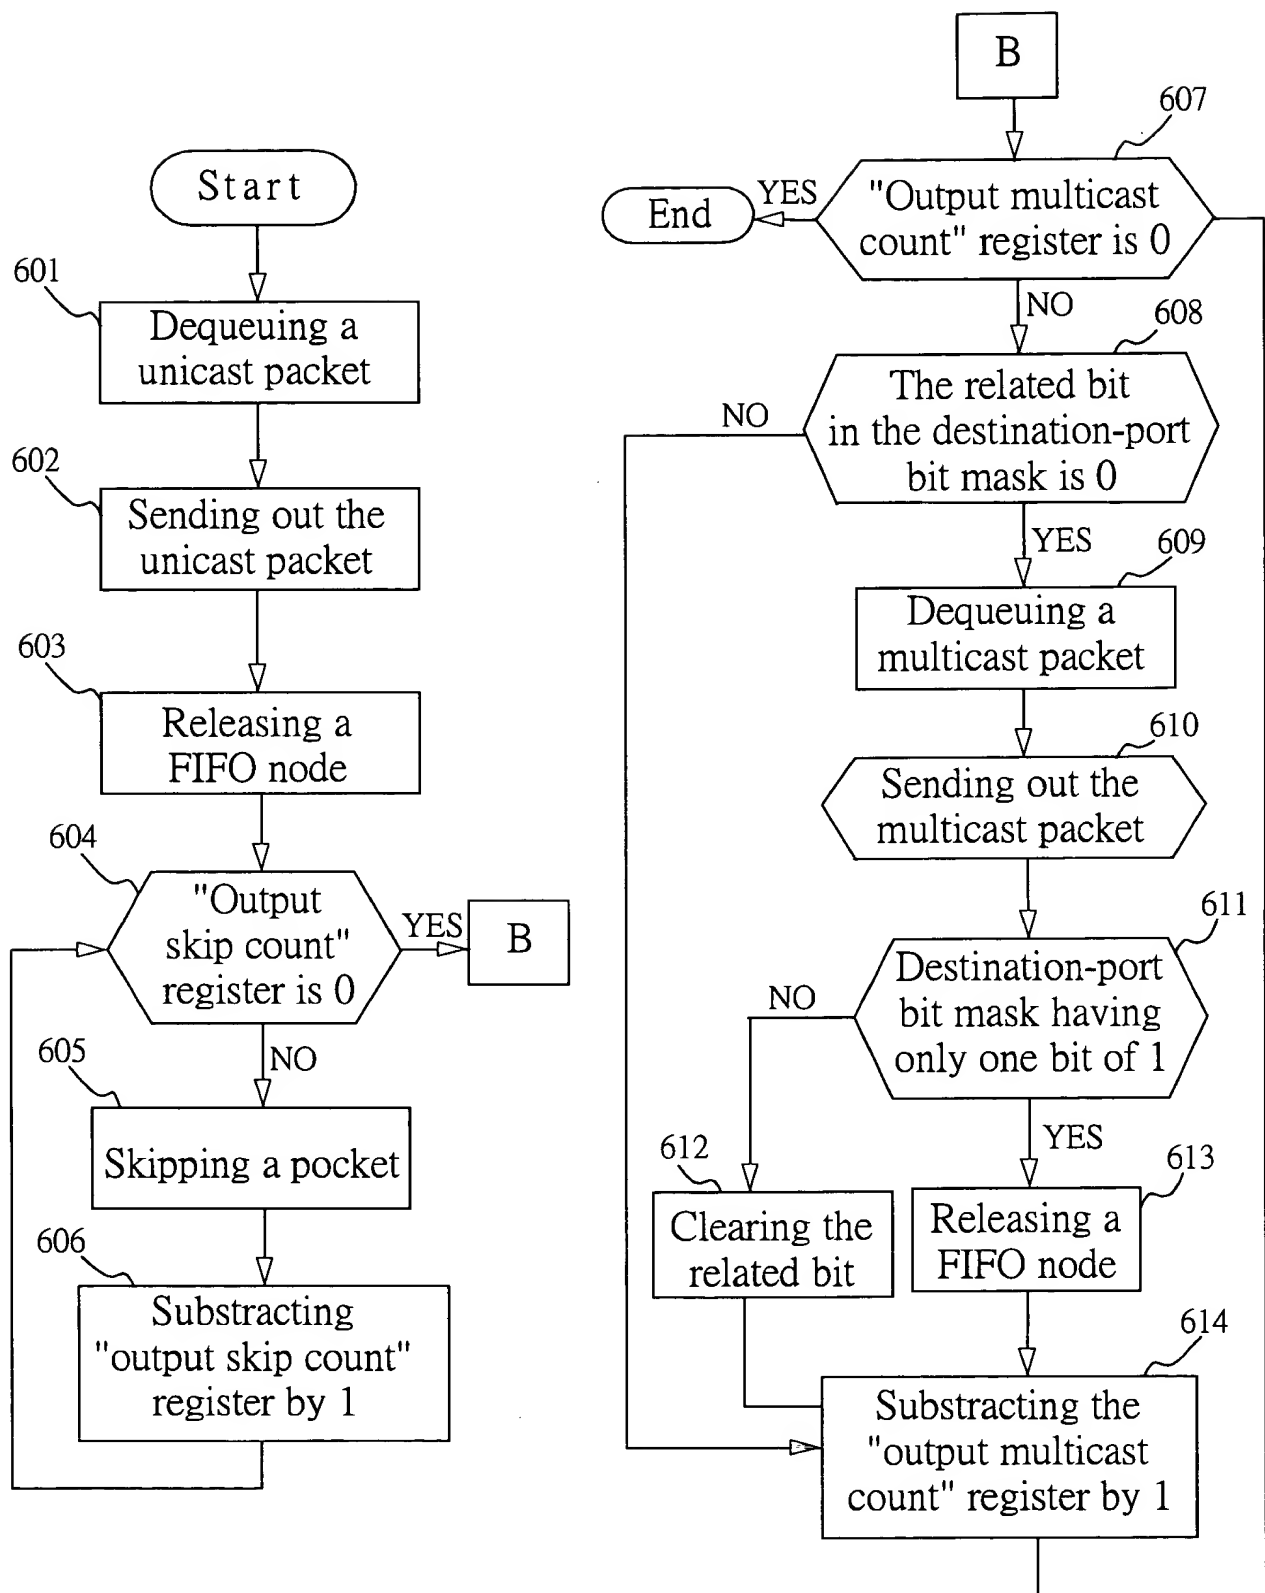 Start
601
Dequeuing a
unicast packet
602
Sending out the
unicast packet
603
Releasing a
FIFO node
604
"Output
skip count"
register is 0
YES
B
NO
605
Skipping a pocket
606
Substracting
"output skip count"
register by 1
B
607
"Output multicast
count" register is 0
YES
End
NO
608
The related bit
in the destination-port
bit mask is 0
NO
YES
609
Dequeuing a
multicast packet
610
Sending out the
multicast packet
611
Destination-port
bit mask having
only one bit of 1
NO
YES
612
Clearing the
related bit
613
Releasing a
FIFO node
614
Substracting the
"output multicast
count" register by 1